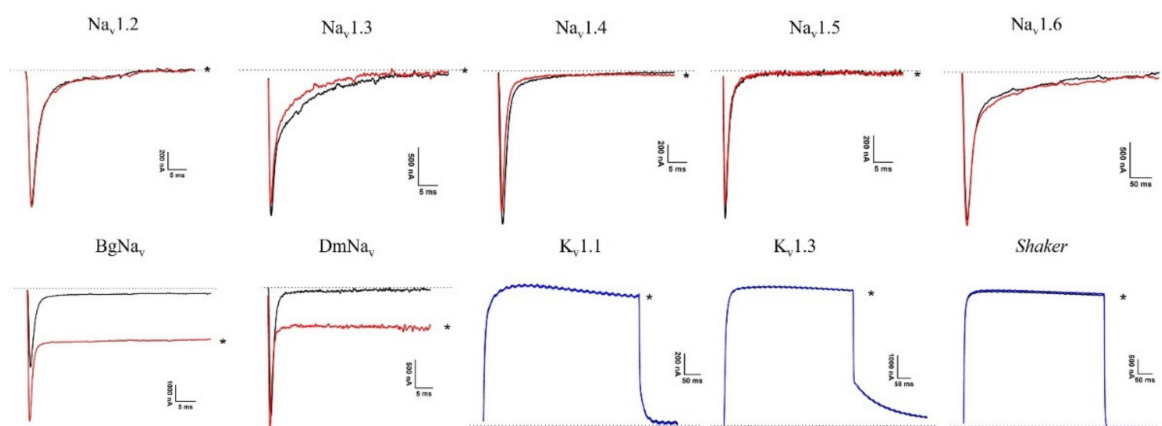 Nav1.2
Nav1.3
Nav1.4
Nav1.5
Nav1.6
*
200 nA
5 ms
*
500 nA
5 ms
*
200 nA
5 ms
*
200 nA
5 ms
500 nA
50 ms
BgNav
DmNav
Kv1.1
Kv1.3
Shaker
*
1000 nA
5 ms
*
500 nA
5 ms
*
200 nA
50 ms
*
1000 nA
50 ms
*
500 nA
50 ms